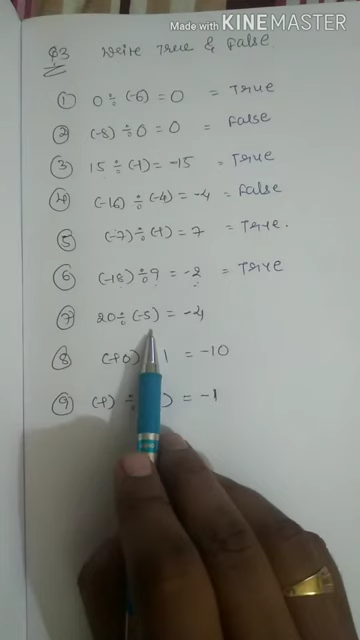 Made with KINEMASTER
Q3 Write True & False.
① 0 ÷ (-6) = 0 = True
② (-8) ÷ 0 = 0 = False
③ 15 ÷ (-1) = -15 = True
④ (-16) ÷ (-4) = -4 = False
⑤ (-7) ÷ (-1) = 7 = True.
⑥ (-18) ÷ 9 = -2 = True
⑦ 20 ÷ (-5) = -4
⑧ (-10) 1 = -10
⑨ (-1) ÷ ) = -1